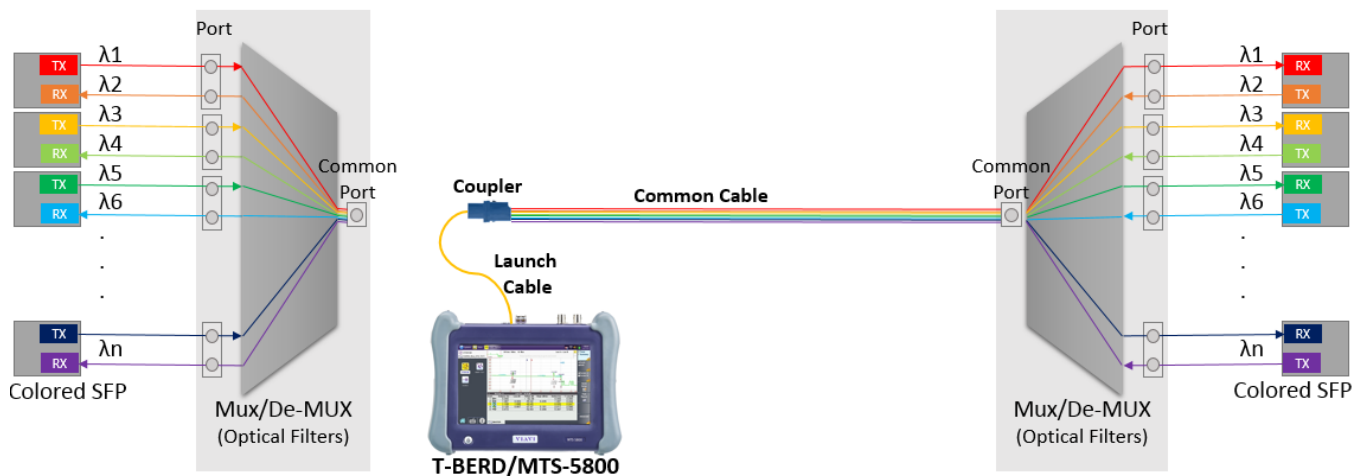 Port
λ1
TX
λ2
RX
λ3
TX
λ4
RX
λ5
TX
λ6
RX
.
.
.
TX
λn
RX
Colored SFP
Common
Port
Mux/De-MUX
(Optical Filters)
Coupler
Common Cable
Launch
Cable
VIAVI
T-BERD/MTS-5800
Port
λ1
RX
λ2
TX
λ3
RX
λ4
TX
λ5
RX
λ6
TX
.
.
.
RX
λn
TX
Colored SFP
Common
Port
Mux/De-MUX
(Optical Filters)